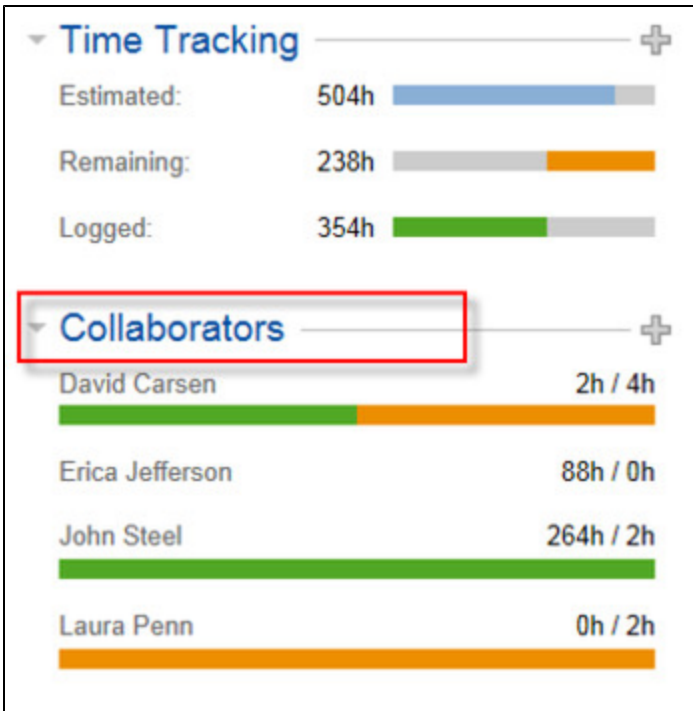 Time Tracking
Estimated: 504h
Remaining: 238h
Logged: 354h
Collaborators
David Carsen 2h / 4h
Erica Jefferson 88h / 0h
John Steel 264h / 2h
Laura Penn 0h / 2h